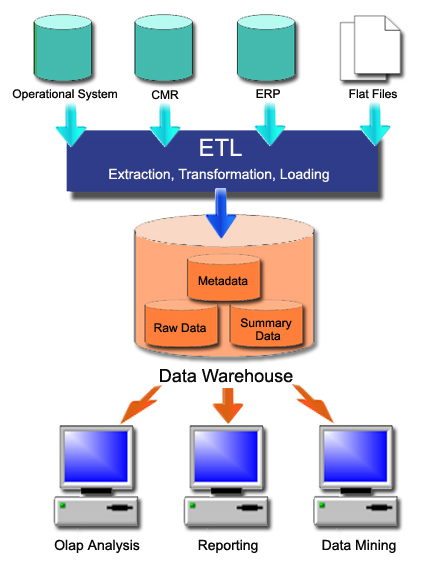 Operational System
CMR
ERP
Flat Files
ETL
Extraction, Transformation, Loading
Metadata
Raw Data
Summary
Data
Data Warehouse
Olap Analysis
Reporting
Data Mining